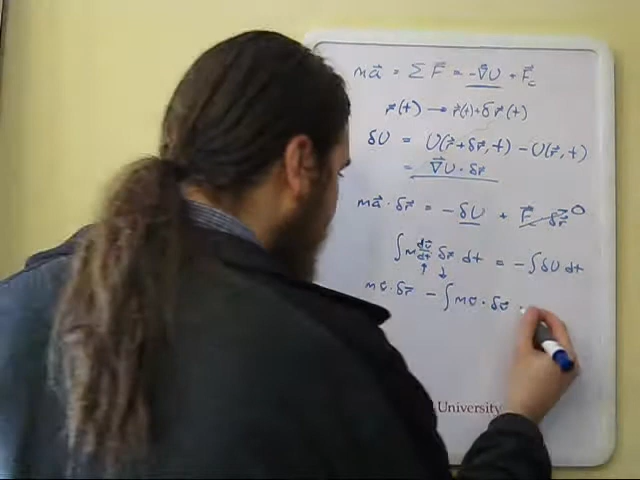 ma⃗ = Σ F⃗ = -∇⃗U + F⃗c
r⃗(t) → r⃗(t)+δr⃗(t)
δU = U(r⃗+δr⃗,t) - U(r⃗,t)
= ∇⃗U · δr⃗
ma⃗ · δr⃗ = -δU + F⃗c·δr⃗ 0
∫m dv⃗/dt δr⃗ dt = -∫δU dt
mv⃗·δr⃗ - ∫mv⃗·δv⃗
University